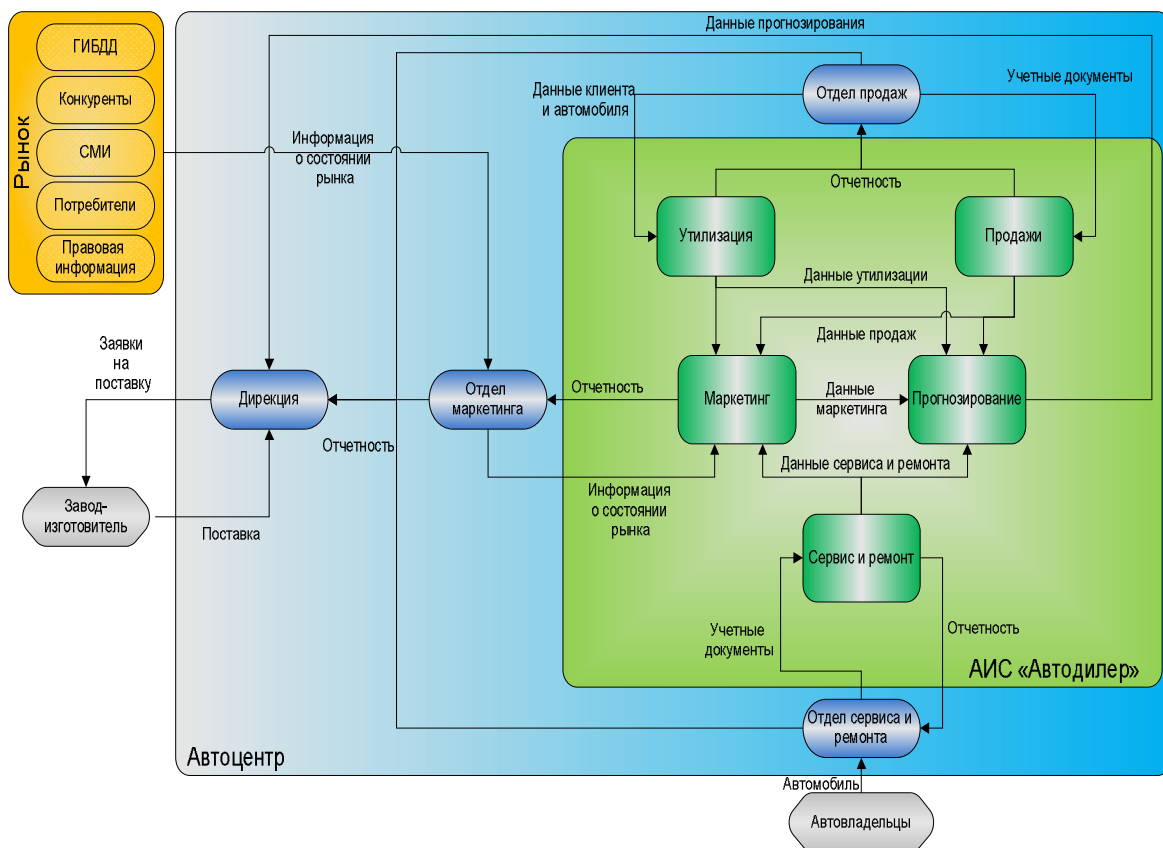 Рынок
ГИБДД
Конкуренты
СМИ
Потребители
Правовая
информация
Данные прогнозирования
Отдел продаж
Данные клиента
и автомобиля
Учетные документы
Информация
о состоянии
рынка
Отчетность
Утилизация
Продажи
Данные утилизации
Данные продаж
Заявки
на
поставку
Дирекция
Отдел
маркетинга
Отчетность
Маркетинг
Данные
маркетинга
Прогнозирование
Отчетность
Данные сервиса и ремонта
Завод-
изготовитель
Поставка
Информация
о состоянии
рынка
Сервис и ремонт
Учетные
документы
Отчетность
АИС «Автодилер»
Отдел сервиса и
ремонта
Автоцентр
Автомобиль
Автовладельцы